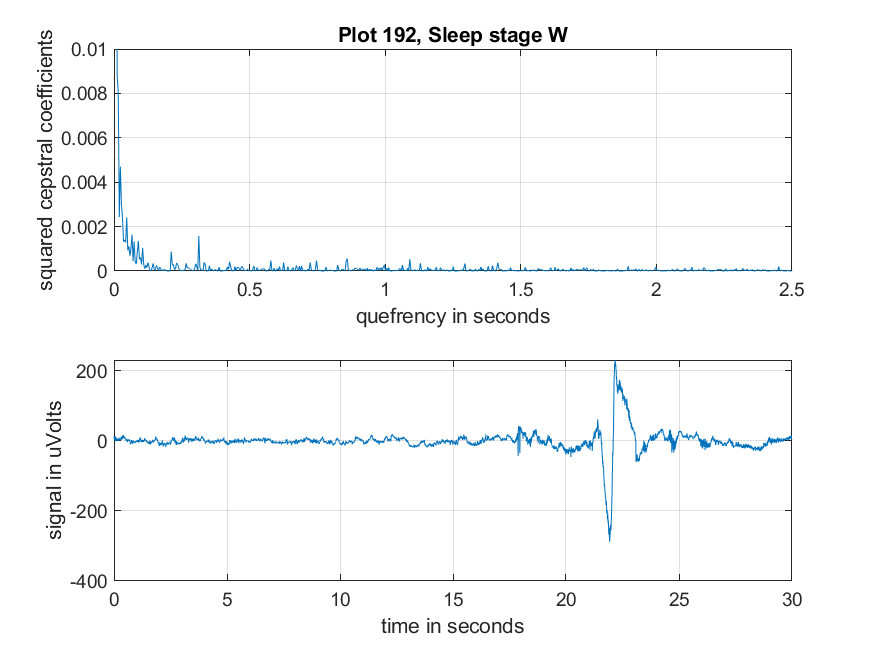 Plot 192, Sleep stage W
squared cepstral coefficients
0.01
0.008
0.006
0.004
0.002
0
0 0.5 1 1.5 2 2.5
quefrency in seconds
signal in uVolts
200
0
-200
-400
0 5 10 15 20 25 30
time in seconds